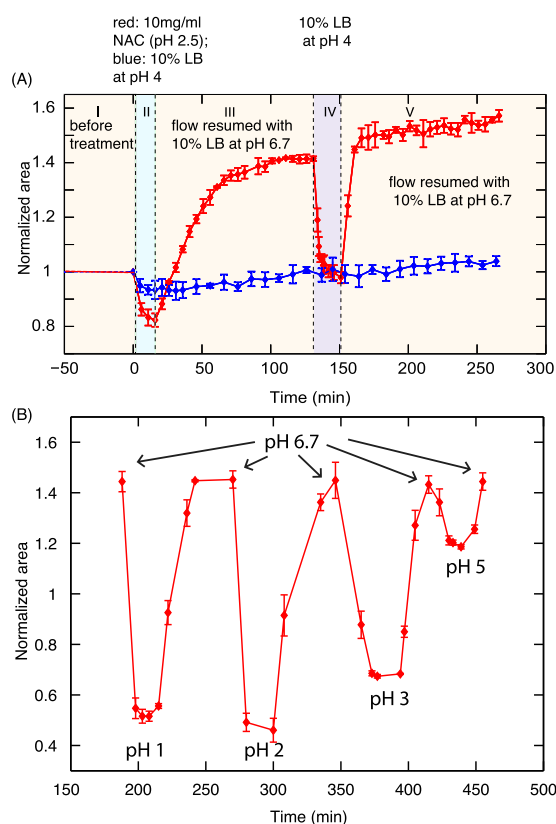 red: 10mg/ml
NAC (pH 2.5);
blue: 10% LB
at pH 4
10% LB
at pH 4
(A)
I
II
III
IV
V
before
treatment
flow resumed with
10% LB at pH 6.7
flow resumed with
10% LB at pH 6.7
Normalized area
1.6
1.4
1.2
1
0.8
-50
0
50
100
150
200
250
300
Time (min)
(B)
pH 6.7
pH 1
pH 2
pH 3
pH 5
Normalized area
1.6
1.4
1.2
1
0.8
0.6
0.4
150
200
250
300
350
400
450
500
Time (min)